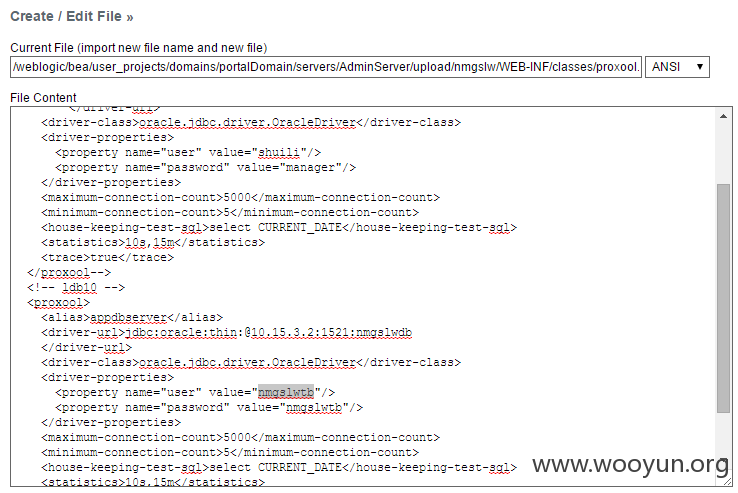 Create / Edit File »
Current File (import new file name and new file)
/weblogic/bea/user_projects/domains/portalDomain/servers/AdminServer/upload/nmgslw/WEB-INF/classes/proxool. ANSI
File Content
</driver-url>
<driver-class>oracle.jdbc.driver.OracleDriver</driver-class>
<driver-properties>
<property name="user" value="shuili"/>
<property name="password" value="manager"/>
</driver-properties>
<maximum-connection-count>5000</maximum-connection-count>
<minimum-connection-count>5</minimum-connection-count>
<house-keeping-test-sql>select CURRENT_DATE</house-keeping-test-sql>
<statistics>10s,15m</statistics>
<trace>true</trace>
</proxool-->
<!-- ldb10 -->
<proxool>
<alias>appdbserver</alias>
<driver-url>jdbc:oracle:thin:@10.15.3.2:1521:nmgslwdb
</driver-url>
<driver-class>oracle.jdbc.driver.OracleDriver</driver-class>
<driver-properties>
<property name="user" value="nmgslwtb"/>
<property name="password" value="nmgslwtb"/>
</driver-properties>
<maximum-connection-count>5000</maximum-connection-count>
<minimum-connection-count>5</minimum-connection-count>
<house-keeping-test-sql>select CURRENT_DATE</house-keeping-test-sql>
<statistics>10s,15m</statistics>
www.wooyun.org